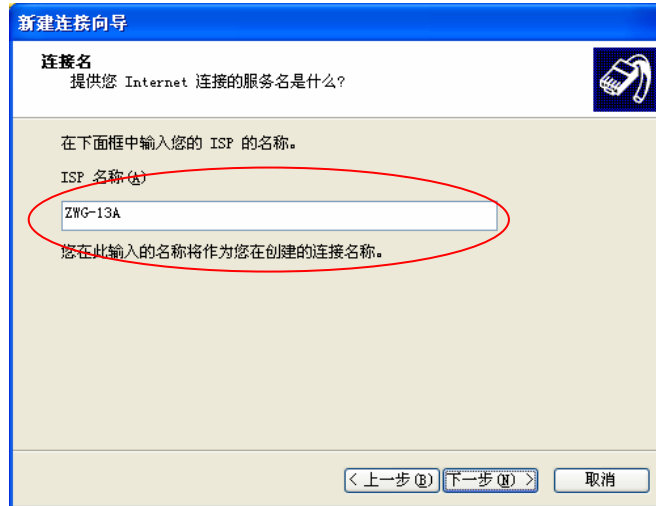 新建连接向导
连接名
提供您 Internet 连接的服务名是什么?
在下面框中输入您的 ISP 的名称。
ISP 名称(A)
ZWG-13A
您在此输入的名称将作为您在创建的连接名称。
< 上一步(B) 下一步(N) > 取消